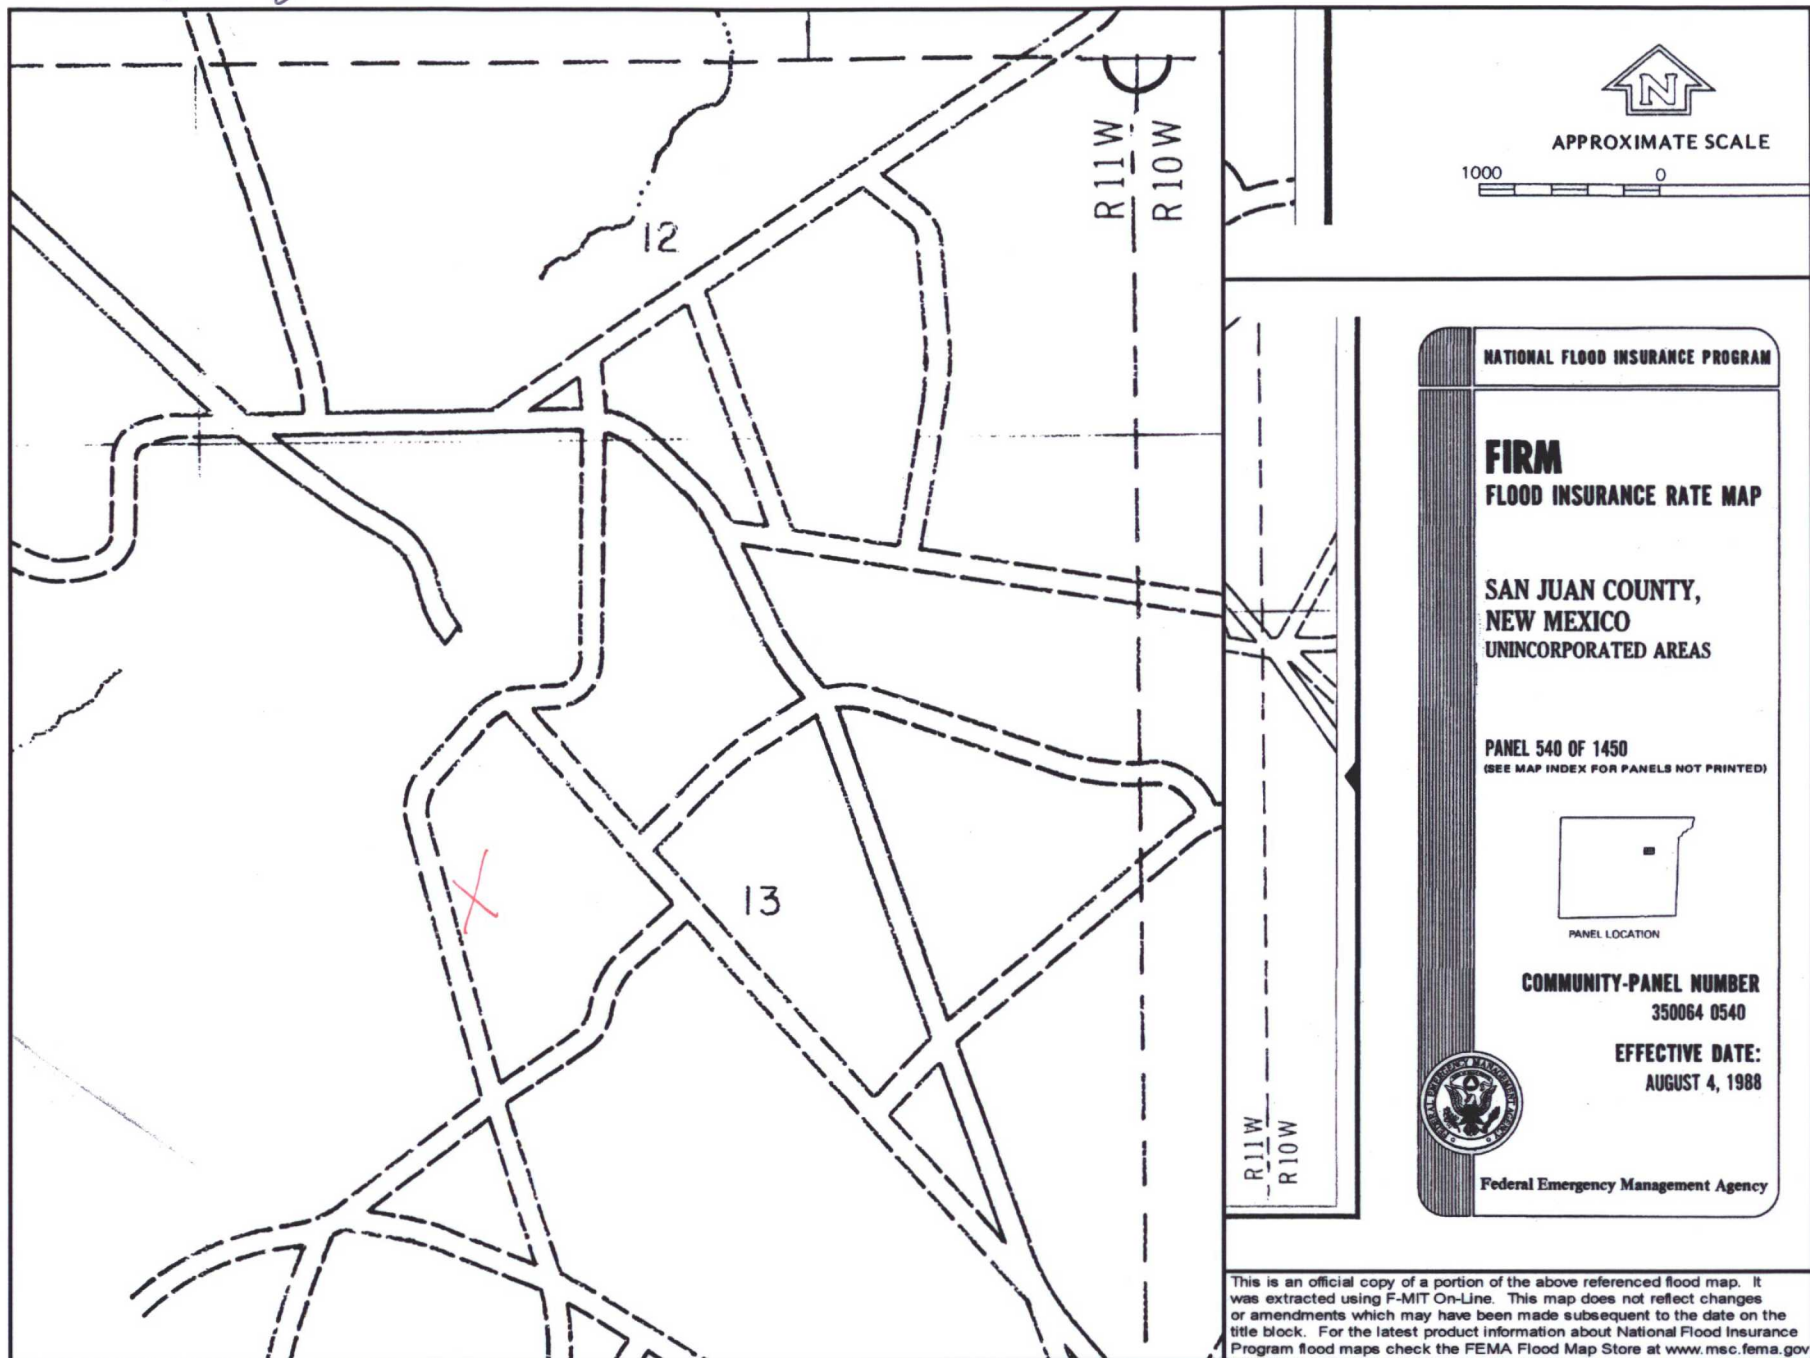 12
R11W
R10W
13
N
APPROXIMATE SCALE
1000 0
NATIONAL FLOOD INSURANCE PROGRAM
FIRM
FLOOD INSURANCE RATE MAP
SAN JUAN COUNTY,
NEW MEXICO
UNINCORPORATED AREAS
PANEL 540 OF 1450
(SEE MAP INDEX FOR PANELS NOT PRINTED)
PANEL LOCATION
COMMUNITY-PANEL NUMBER
350064 0540
EFFECTIVE DATE:
AUGUST 4, 1988
FEDERAL EMERGENCY MANAGEMENT AGENCY
Federal Emergency Management Agency
R11W
R10W
This is an official copy of a portion of the above referenced flood map. It
was extracted using F-MIT On-Line. This map does not reflect changes
or amendments which may have been made subsequent to the date on the
title block. For the latest product information about National Flood Insurance
Program flood maps check the FEMA Flood Map Store at www.msc.fema.gov